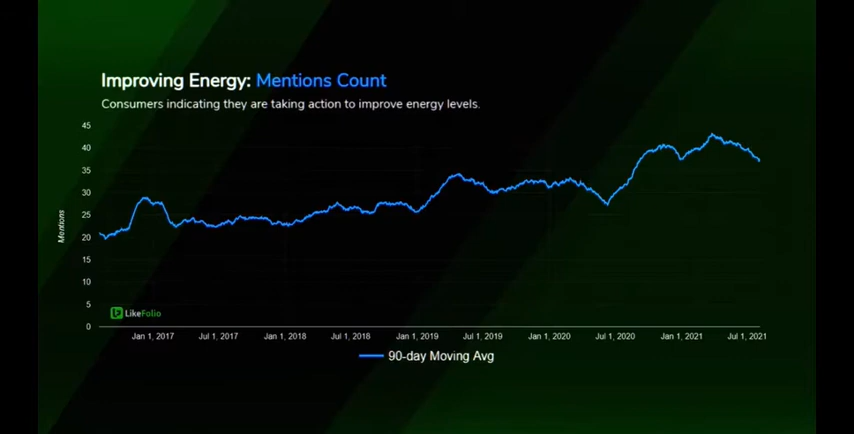 Improving Energy: Mentions Count
Consumers indicating they are taking action to improve energy levels.
45
40
35
30
25
20
15
10
5
0
Mentions
LikeFolio
Jan 1, 2017 Jul 1, 2017 Jan 1, 2018 Jul 1, 2018 Jan 1, 2019 Jul 1, 2019 Jan 1, 2020 Jul 1, 2020 Jan 1, 2021 Jul 1, 2021
90-day Moving Avg